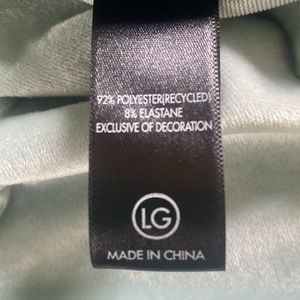 92% POLYESTER(RECYCLED)
8% ELASTANE
EXCLUSIVE OF DECORATION
LG
MADE IN CHINA